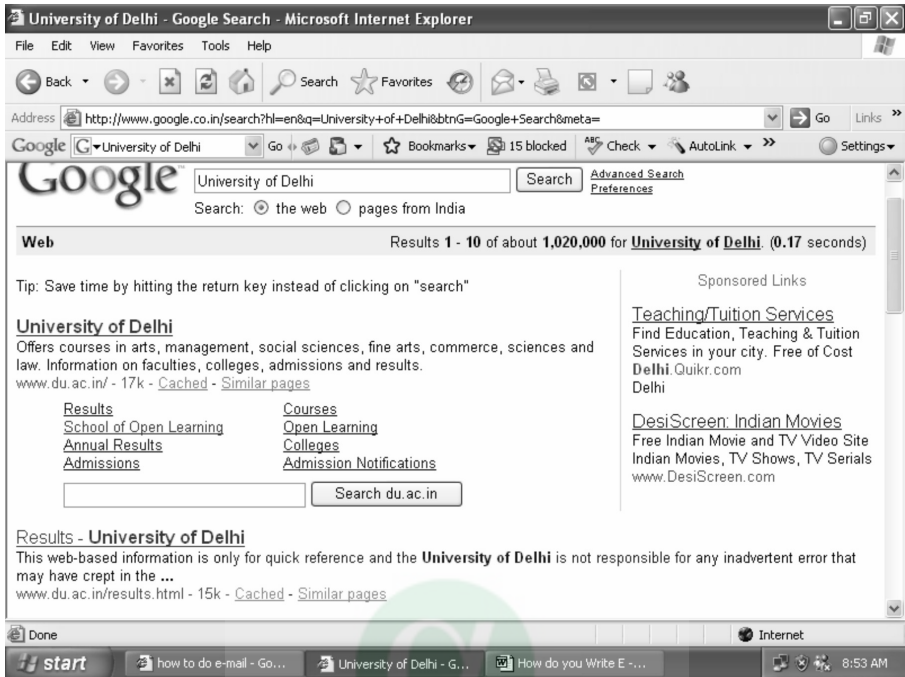 University of Delhi - Google Search - Microsoft Internet Explorer
File Edit View Favorites Tools Help
Back Search Favorites
Address http://www.google.co.in/search?hl=en&q=University+of+Delhi&btnG=Google+Search&meta= Go Links »
Google G University of Delhi Go Bookmarks 15 blocked ABC Check AutoLink » Settings
Google University of Delhi Search Advanced Search
Preferences
Search: the web pages from India
Web Results 1 - 10 of about 1,020,000 for University of Delhi. (0.17 seconds)
Tip: Save time by hitting the return key instead of clicking on "search"
University of Delhi
Offers courses in arts, management, social sciences, fine arts, commerce, sciences and
law. Information on faculties, colleges, admissions and results.
www.du.ac.in/ - 17k - Cached - Similar pages
Results Courses
School of Open Learning Open Learning
Annual Results Colleges
Admissions Admission Notifications
Search du.ac.in
Sponsored Links
Teaching/Tuition Services
Find Education, Teaching & Tuition
Services in your city. Free of Cost
Delhi.Quikr.com
Delhi
DesiScreen: Indian Movies
Free Indian Movie and TV Video Site
Indian Movies, TV Shows, TV Serials
www.DesiScreen.com
Results - University of Delhi
This web-based information is only for quick reference and the University of Delhi is not responsible for any inadvertent error that
may have crept in the ...
www.du.ac.in/results.html - 15k - Cached - Similar pages
Done Internet
start how to do e-mail - Go... University of Delhi - G... How do you Write E -... 8:53 AM